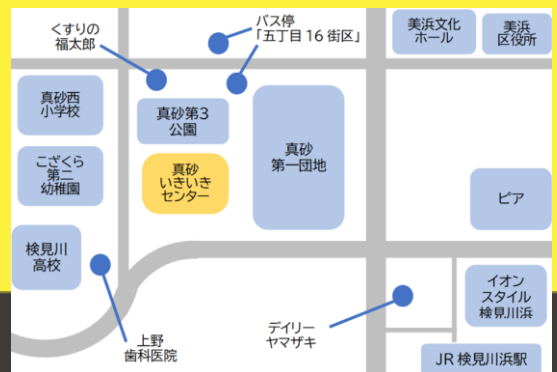 くすりの
福太郎
バス停
「五丁目16街区」
美浜文化
ホール
美浜
区役所
真砂西
小学校
真砂第3
公園
真砂
第一団地
こざくら
第二
幼稚園
真砂
いきいき
センター
ピア
検見川
高校
イオン
スタイル
検見川浜
上野
歯科医院
デイリー
ヤマザキ
JR検見川浜駅